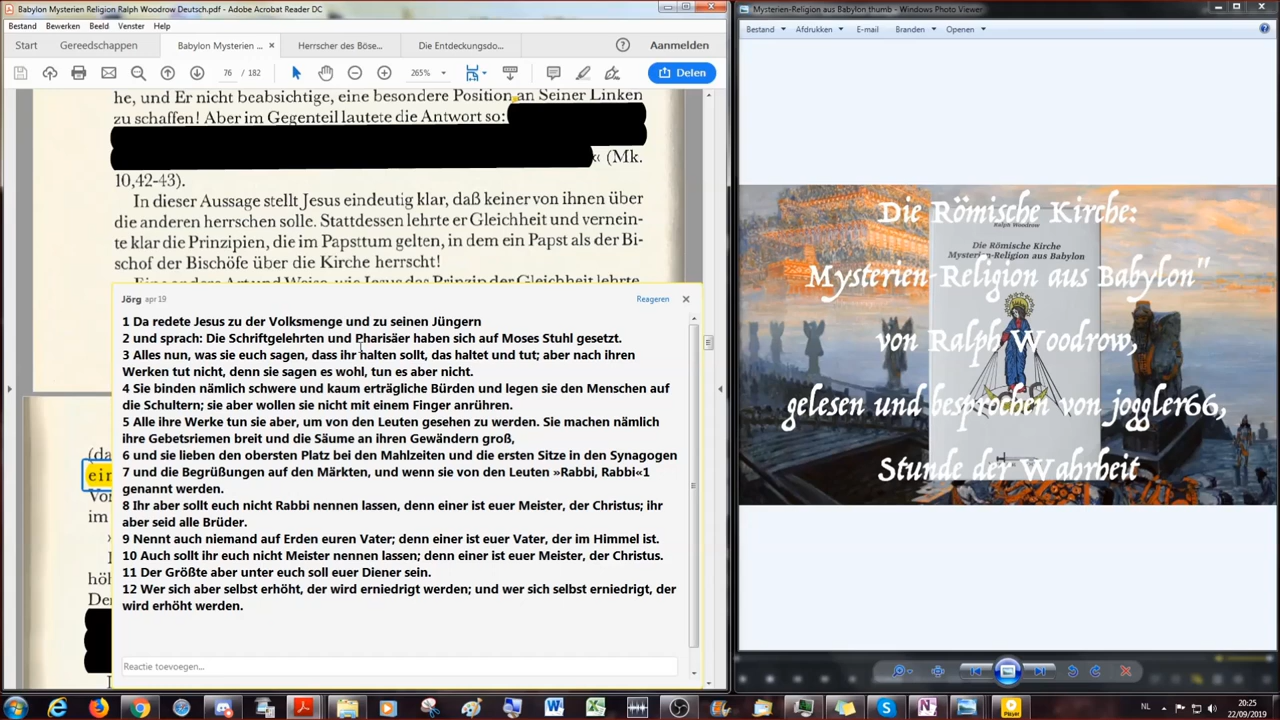 Babylon Mysterien Religion Ralph Woodrow Deutsch.pdf - Adobe Acrobat Reader DC
Bestand Bewerken Beeld Venster Help
Start Gereedschappen Babylon Mysterien ... × Herrscher des Böse... Die Entdeckungsdo... Aanmelden
76 / 182 265% Delen
he, und Er nicht beabsichtige, eine besondere Position an Seiner Linken
zu schaffen! Aber im Gegenteil lautete die Antwort so:
‹‹ (Mk.
10,42-43).
In dieser Aussage stellt Jesus eindeutig klar, daß keiner von ihnen über
die anderen herrschen solle. Stattdessen lehrte er Gleichheit und vernein-
te klar die Prinzipien, die im Papsttum gelten, in dem ein Papst als der Bi-
schof der Bischöfe über die Kirche herrscht!
Eine andere Art und Weise, wie Jesus das Prinzip der Gleichheit lehrte,
Jörg apr 19 Reageren
1 Da redete Jesus zu der Volksmenge und zu seinen Jüngern
2 und sprach: Die Schriftgelehrten und Pharisäer haben sich auf Moses Stuhl gesetzt.
3 Alles nun, was sie euch sagen, dass ihr halten sollt, das haltet und tut; aber nach ihren
Werken tut nicht, denn sie sagen es wohl, tun es aber nicht.
4 Sie binden nämlich schwere und kaum erträgliche Bürden und legen sie den Menschen auf
die Schultern; sie aber wollen sie nicht mit einem Finger anrühren.
5 Alle ihre Werke tun sie aber, um von den Leuten gesehen zu werden. Sie machen nämlich
ihre Gebetsriemen breit und die Säume an ihren Gewändern groß,
6 und sie lieben den obersten Platz bei den Mahlzeiten und die ersten Sitze in den Synagogen
7 und die Begrüßungen auf den Märkten, und wenn sie von den Leuten »Rabbi, Rabbi«1
genannt werden.
8 Ihr aber sollt euch nicht Rabbi nennen lassen, denn einer ist euer Meister, der Christus; ihr
aber seid alle Brüder.
9 Nennt auch niemand auf Erden euren Vater; denn einer ist euer Vater, der im Himmel ist.
10 Auch sollt ihr euch nicht Meister nennen lassen; denn einer ist euer Meister, der Christus.
11 Der Größte aber unter euch soll euer Diener sein.
12 Wer sich aber selbst erhöht, der wird erniedrigt werden; und wer sich selbst erniedrigt, der
wird erhöht werden.
Reactie toevoegen...
(da
ein
im
höh
Mysterien-Religion aus Babylon thumb - Windows Photo Viewer
Bestand Afdrukken E-mail Branden Openen
Die Römische Kirche:
Ralph Woodrow
Die Römische Kirche
Mysterien-Religion aus Babylon
Mysterien-Religion aus Babylon"
von Ralph Woodrow,
gelesen und besprochen von joggler66,
Stunde der Wahrheit
Player
NL
20:25
22/09/2019